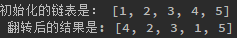 初始化的链表是： [1, 2, 3, 4, 5]
翻转后的结果是：[4, 2, 3, 1, 5]